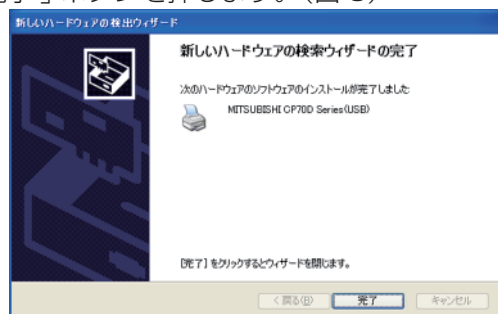 新しいハードウェアの検出ウィザード
新しいハードウェアの検索ウィザードの完了
次のハードウェアのソフトウェアのインストールが完了しました:
MITSUBISHI CP70D Series(USB)
[完了] をクリックするとウィザードを閉じます。
< 戻る(B)
完了
キャンセル